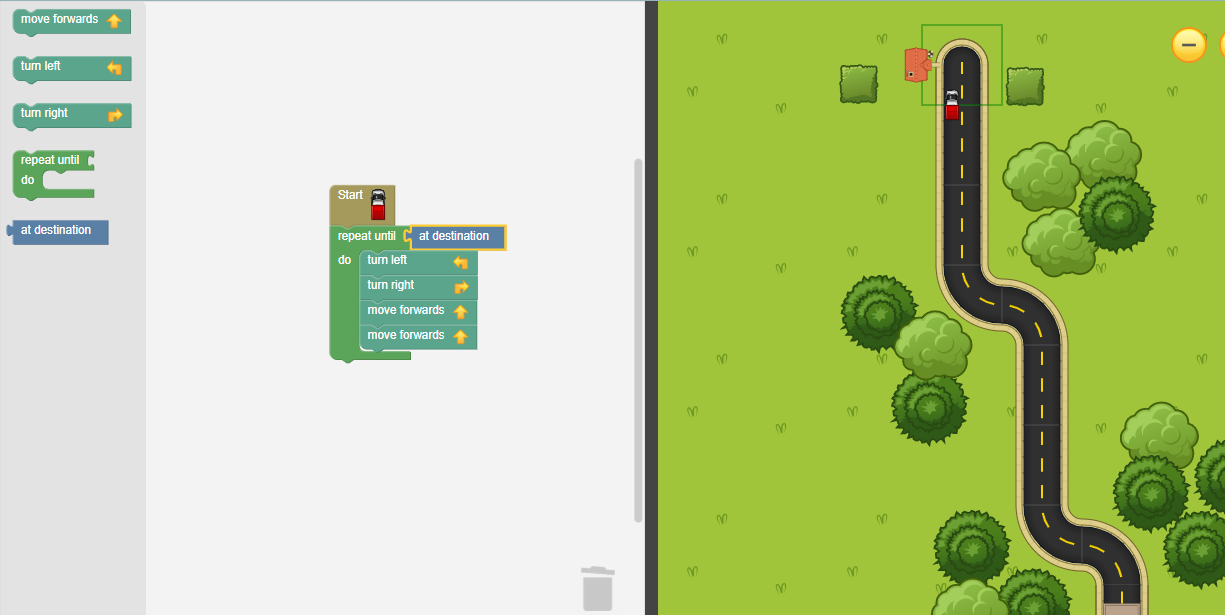 move forwards
turn left
turn right
repeat until
do
at destination
Start
repeat until at destination
do turn left
turn right
move forwards
move forwards